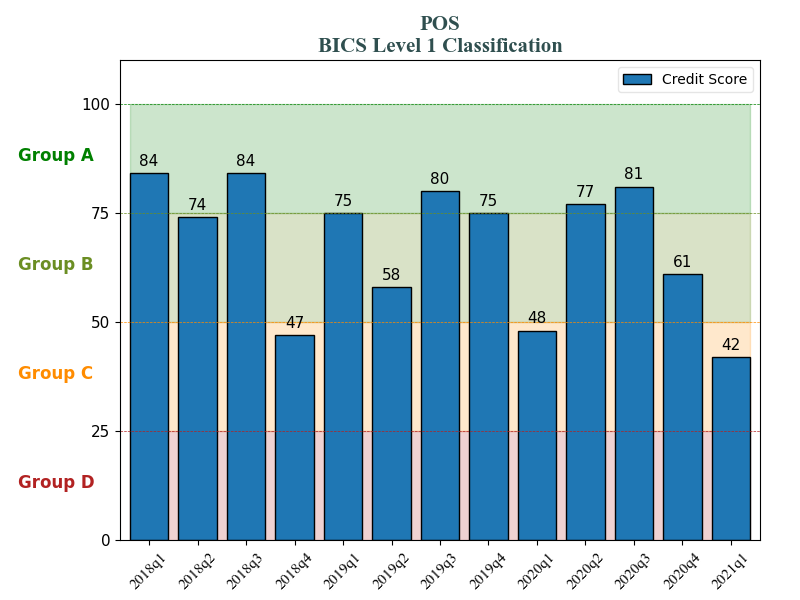 POS
BICS Level 1 Classification
Credit Score
100
Group A
84
74
84
75
80
75
77
81
75
Group B
58
61
50
47
48
42
Group C
25
Group D
0
2018q1
2018q2
2018q3
2018q4
2019q1
2019q2
2019q3
2019q4
2020q1
2020q2
2020q3
2020q4
2021q1